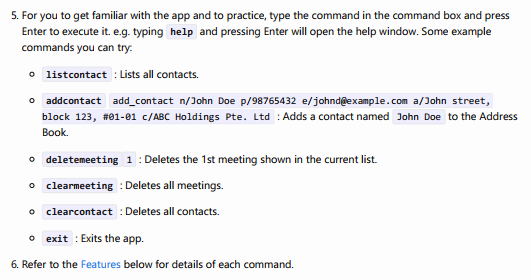 5. For you to get familiar with the app and to practice, type the command in the command box and press
Enter to execute it. e.g. typing help and pressing Enter will open the help window. Some example
commands you can try:
listcontact : Lists all contacts.
addcontact add_contact n/John Doe p/98765432 e/johnd@example.com a/John street,
block 123, #01-01 c/ABC Holdings Pte. Ltd : Adds a contact named John Doe to the Address
Book.
deletemeeting 1 : Deletes the 1st meeting shown in the current list.
clearmeeting : Deletes all meetings.
clearcontact : Deletes all contacts.
exit : Exits the app.
6. Refer to the Features below for details of each command.